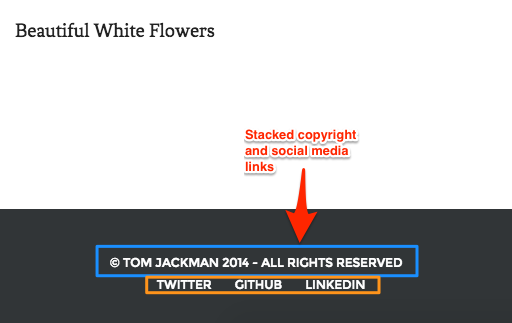 Beautiful White Flowers
Stacked copyright
and social media
links
© TOM JACKMAN 2014 - ALL RIGHTS RESERVED
TWITTER GITHUB LINKEDIN